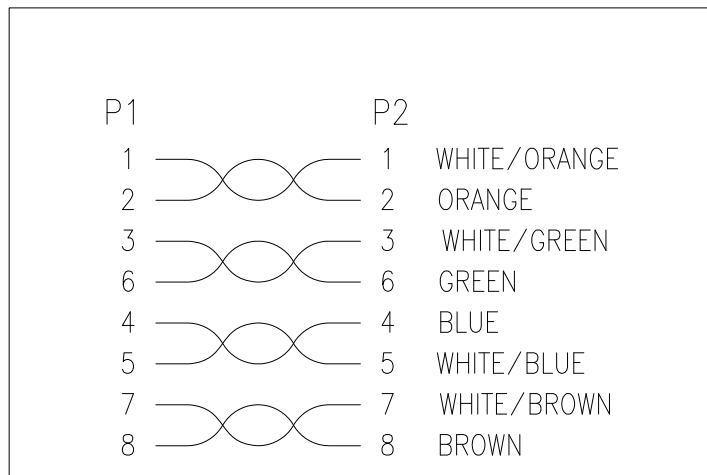 P1 P2
1 1 WHITE/ORANGE
2 2 ORANGE
3 3 WHITE/GREEN
6 6 GREEN
4 4 BLUE
5 5 WHITE/BLUE
7 7 WHITE/BROWN
8 8 BROWN